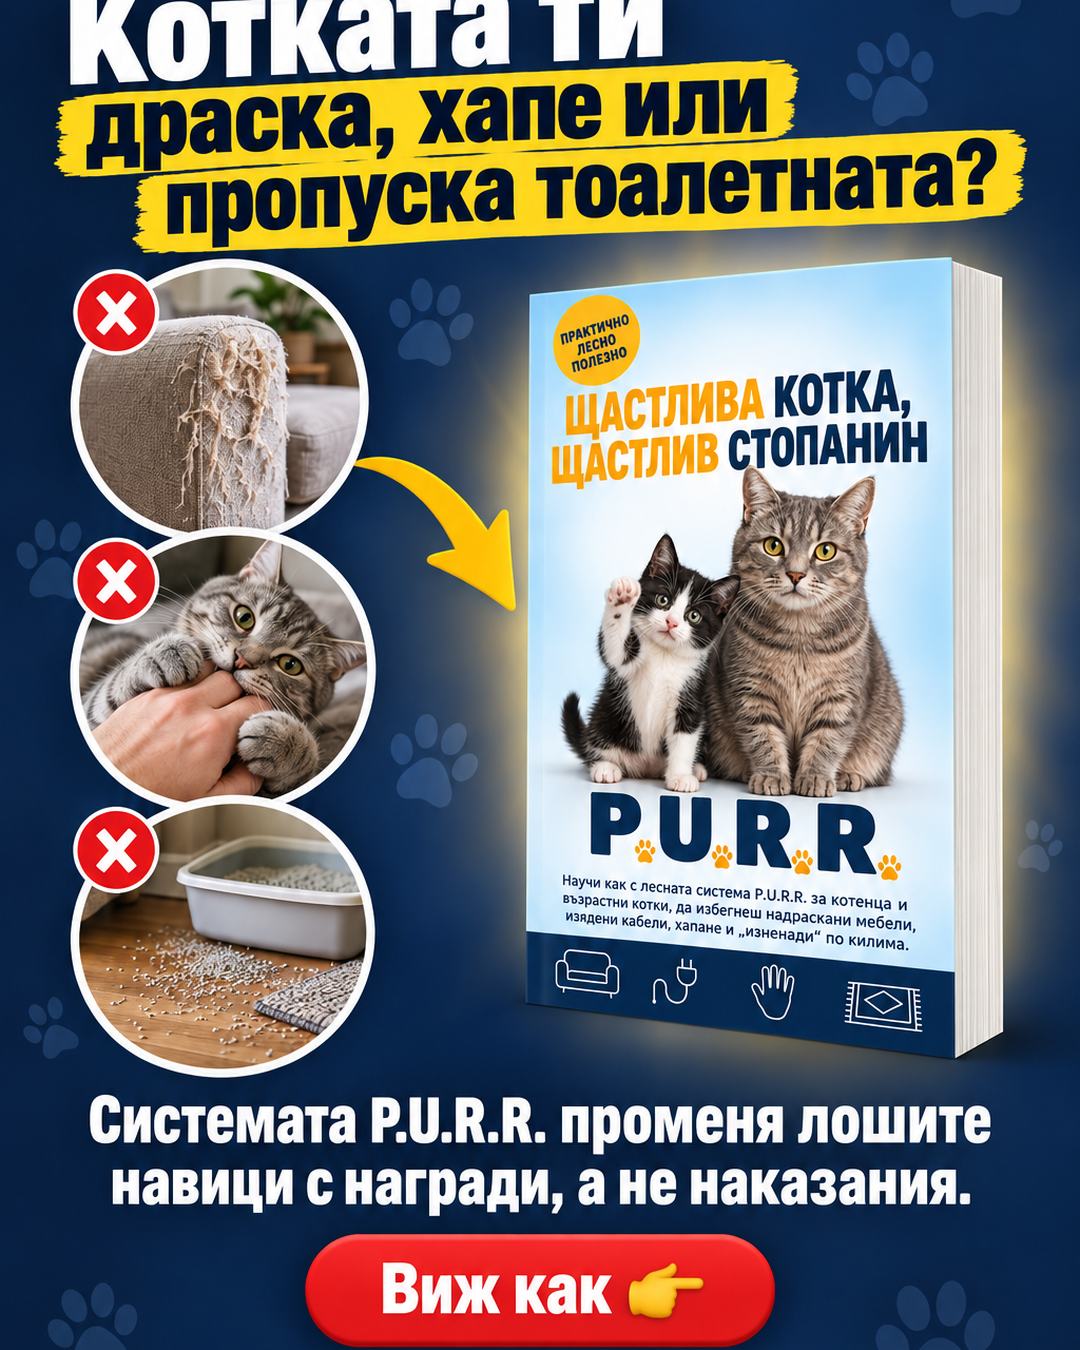 Котката ти
драска, хапе или
пропуска тоалетната?
ПРАКТИЧНО
ЛЕСНО
ПОЛЕЗНО
ЩАСТЛИВА КОТКА,
ЩАСТЛИВ СТОПАНИН
P.U.R.R.
Научи как с лесната система P.U.R.R. за котенца и
възрастни котки, да избегнеш надраскани мебели,
изядени кабели, хапане и „изненади“ по килима.
Системата P.U.R.R. променя лошите
навици с награди, а не наказания.
Виж как